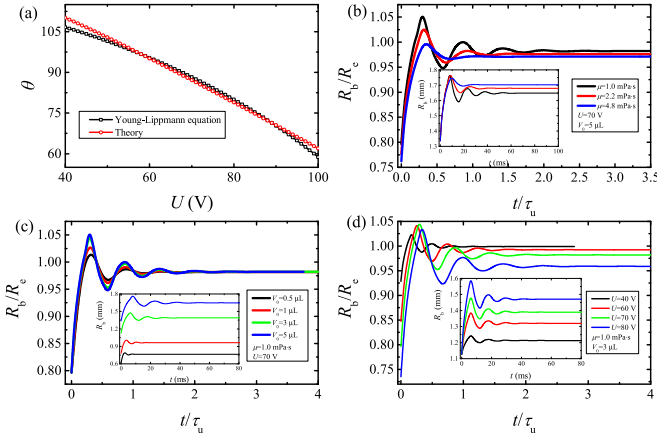 (a)
θ
120
105
90
75
60
40
60
80
100
U (V)
Young-Lippmann equation
Theory
(b)
R_b/R_e
1.05
1.00
0.95
0.90
0.85
0.80
0.75
0.0
0.5
1.0
1.5
2.0
2.5
3.0
3.5
t/τ_u
R_b (mm)
1.8
1.7
1.6
1.5
1.4
1.3
0
20
40
60
80
100
t (ms)
μ=1.0 mPa·s
μ=2.2 mPa·s
μ=4.8 mPa·s
U=70 V
V_0=5 μL
(c)
R_b/R_e
1.05
1.00
0.95
0.90
0.85
0.80
0
1
2
3
4
t/τ_u
V_0=0.5 μL
V_0=1 μL
V_0=3 μL
V_0=5 μL
μ=1.0 mPa·s
U=70 V
R_b (mm)
1.8
1.5
1.2
0.9
0.6
0
20
40
60
80
t (ms)
(d)
R_b/R_e
1.05
1.00
0.95
0.90
0.85
0.80
0.75
0
1
2
3
4
t/τ_u
R_b (mm)
1.6
1.5
1.4
1.3
1.2
1.1
0
20
40
60
80
t (ms)
U=40 V
U=60 V
U=70 V
U=80 V
μ=1.0 mPa·s
V_0=3 μL